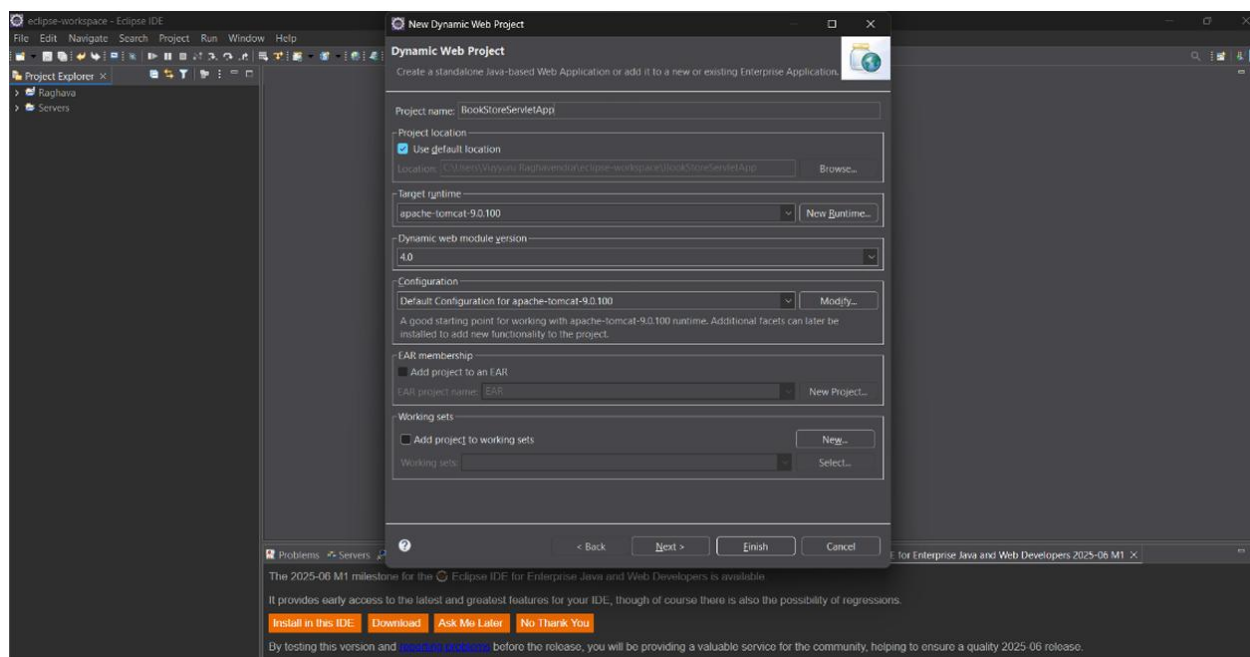 eclipse-workspace - Eclipse IDE
File Edit Navigate Search Project Run Window Help
Project Explorer
Raghava
Servers
New Dynamic Web Project
Dynamic Web Project
Create a standalone Java-based Web Application or add it to a new or existing Enterprise Application.
Project name: BookStoreServletApp
Project location
Use default location
Location: C:\Users\Vuyyuru Raghavendra\eclipse-workspace\BookStoreServletApp Browse...
Target runtime
apache-tomcat-9.0.100 New Runtime...
Dynamic web module version
4.0
Configuration
Default Configuration for apache-tomcat-9.0.100 Modify...
A good starting point for working with apache-tomcat-9.0.100 runtime. Additional facets can later be
installed to add new functionality to the project.
EAR membership
Add project to an EAR
EAR project name: EAR New Project...
Working sets
Add project to working sets New...
Working sets: Select...
< Back Next > Finish Cancel
Problems Servers for Enterprise Java and Web Developers 2025-06 M1
The 2025-06 M1 milestone for the Eclipse IDE for Enterprise Java and Web Developers is available.
It provides early access to the latest and greatest features for your IDE, though of course there is also the possibility of regressions.
Install in this IDE Download Ask Me Later No Thank You
By testing this version and reporting problems before the release, you will be providing a valuable service for the community, helping to ensure a quality 2025-06 release.